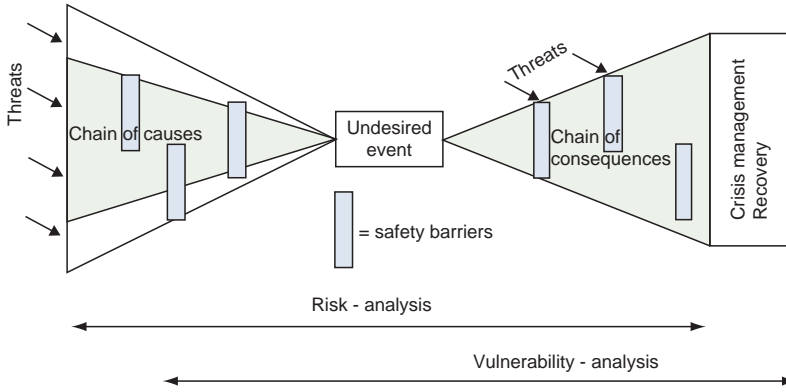 Threats
Chain of causes
Undesired
event
Threats
Chain of
consequences
Crisis management
Recovery
= safety barriers
Risk - analysis
Vulnerability - analysis